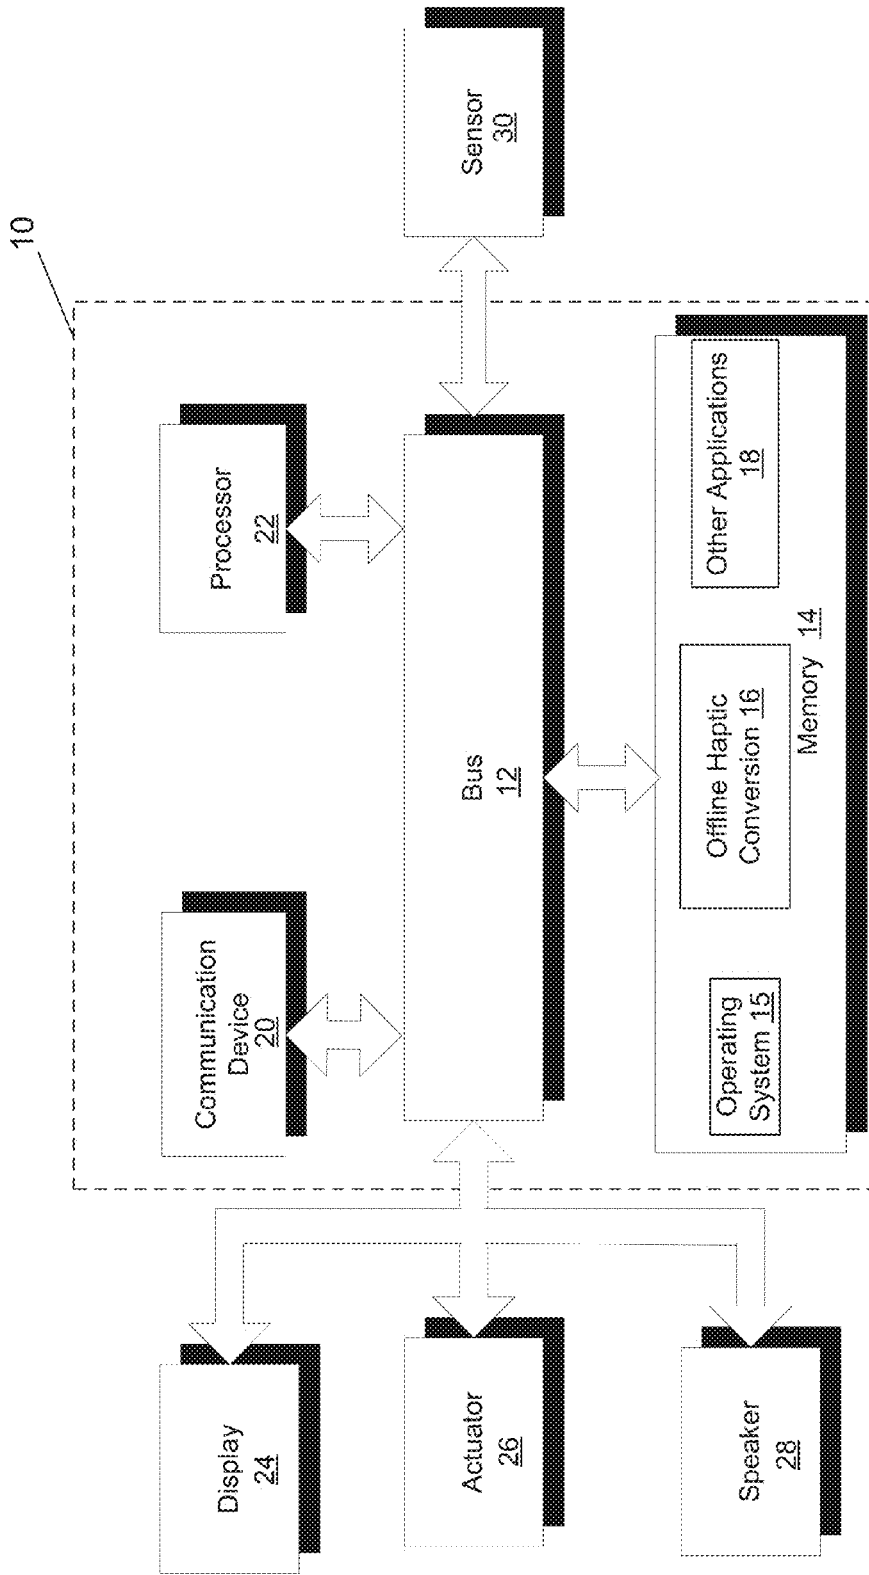 10
Display
24
Communication
Device
20
Processor
22
Actuator
26
Bus
12
Sensor
30
Speaker
28
Operating
System 15
Offline Haptic
Conversion 16
Other Applications
18
Memory 14